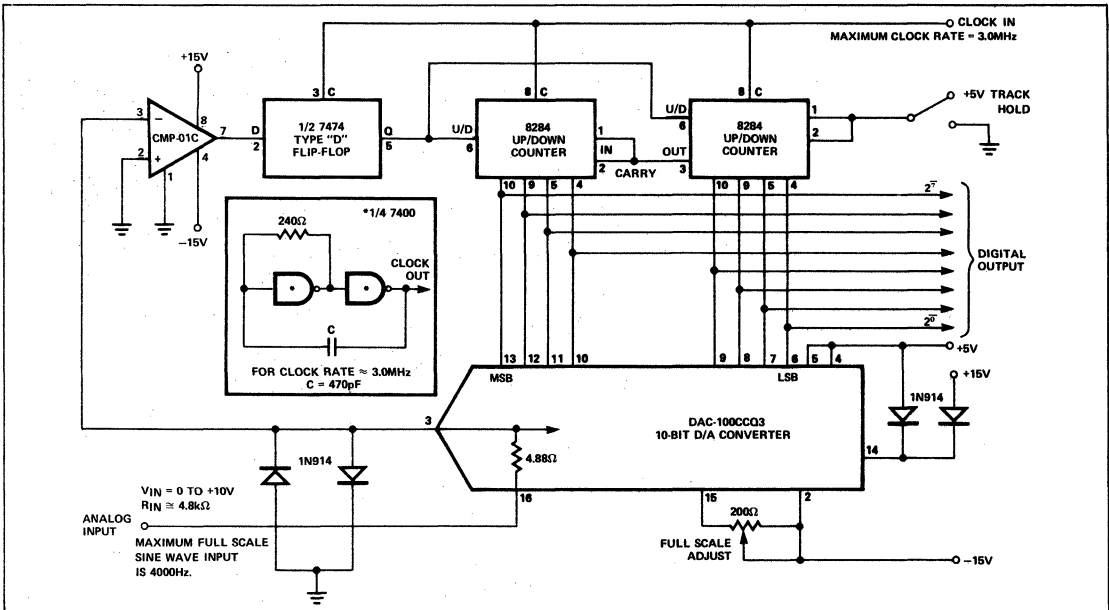 CLOCK IN
MAXIMUM CLOCK RATE = 3.0MHz
+15V
3 C
8 C
8 C
3
CMP-01C
8
7
D
2
1/2 7474
TYPE "D"
FLIP-FLOP
Q
5
U/D
6
8284
UP/DOWN
COUNTER
1
IN
2
CARRY
U/D
6
OUT
3
8284
UP/DOWN
COUNTER
1
2
+5V TRACK
HOLD
2
4
1
-15V
10 9 5 4
10 9 5 4
2⁷
DIGITAL
OUTPUT
2⁰
*1/4 7400
240Ω
CLOCK
OUT
C
FOR CLOCK RATE ≈ 3.0MHz
C = 470pF
13 12 11 10
9 8 7 6 5 4
MSB
LSB
+5V
+15V
1N914
DAC-100CCQ3
10-BIT D/A CONVERTER
14
3
4.88Ω
1N914
16
15
2
VIN = 0 TO +10V
RIN ≅ 4.8kΩ
ANALOG
INPUT
MAXIMUM FULL SCALE
SINE WAVE INPUT
IS 4000Hz.
200Ω
FULL SCALE
ADJUST
-15V